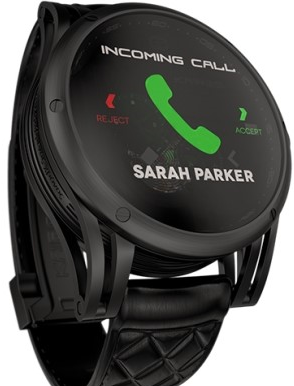 INCOMING CALL
REJECT
ACCEPT
SARAH PARKER